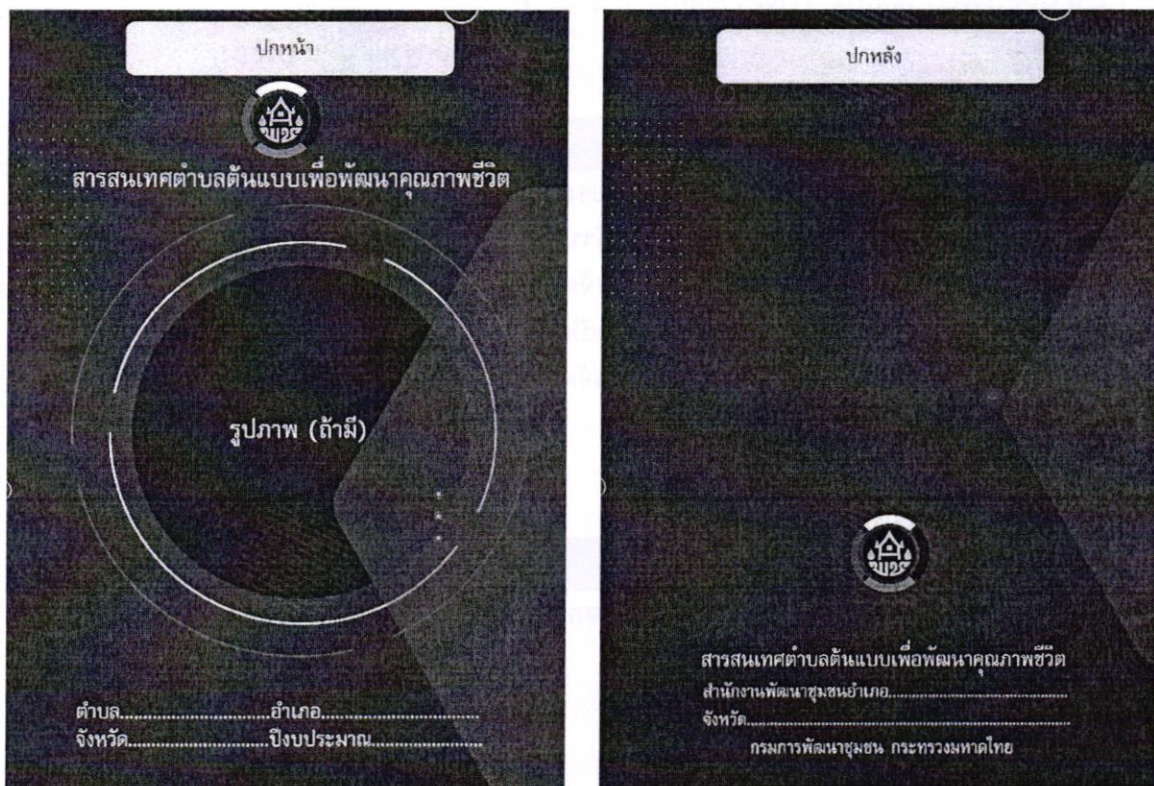 ปกหน้า
พช
สารสนเทศตำบลต้นแบบเพื่อพัฒนาคุณภาพชีวิต
รูปภาพ (ถ้ามี)
ตำบล..............................อำเภอ................................
จังหวัด............................ปีงบประมาณ......................
ปกหลัง
พช
สารสนเทศตำบลต้นแบบเพื่อพัฒนาคุณภาพชีวิต
สำนักงานพัฒนาชุมชนอำเภอ........................................
จังหวัด........................................................................
กรมการพัฒนาชุมชน กระทรวงมหาดไทย